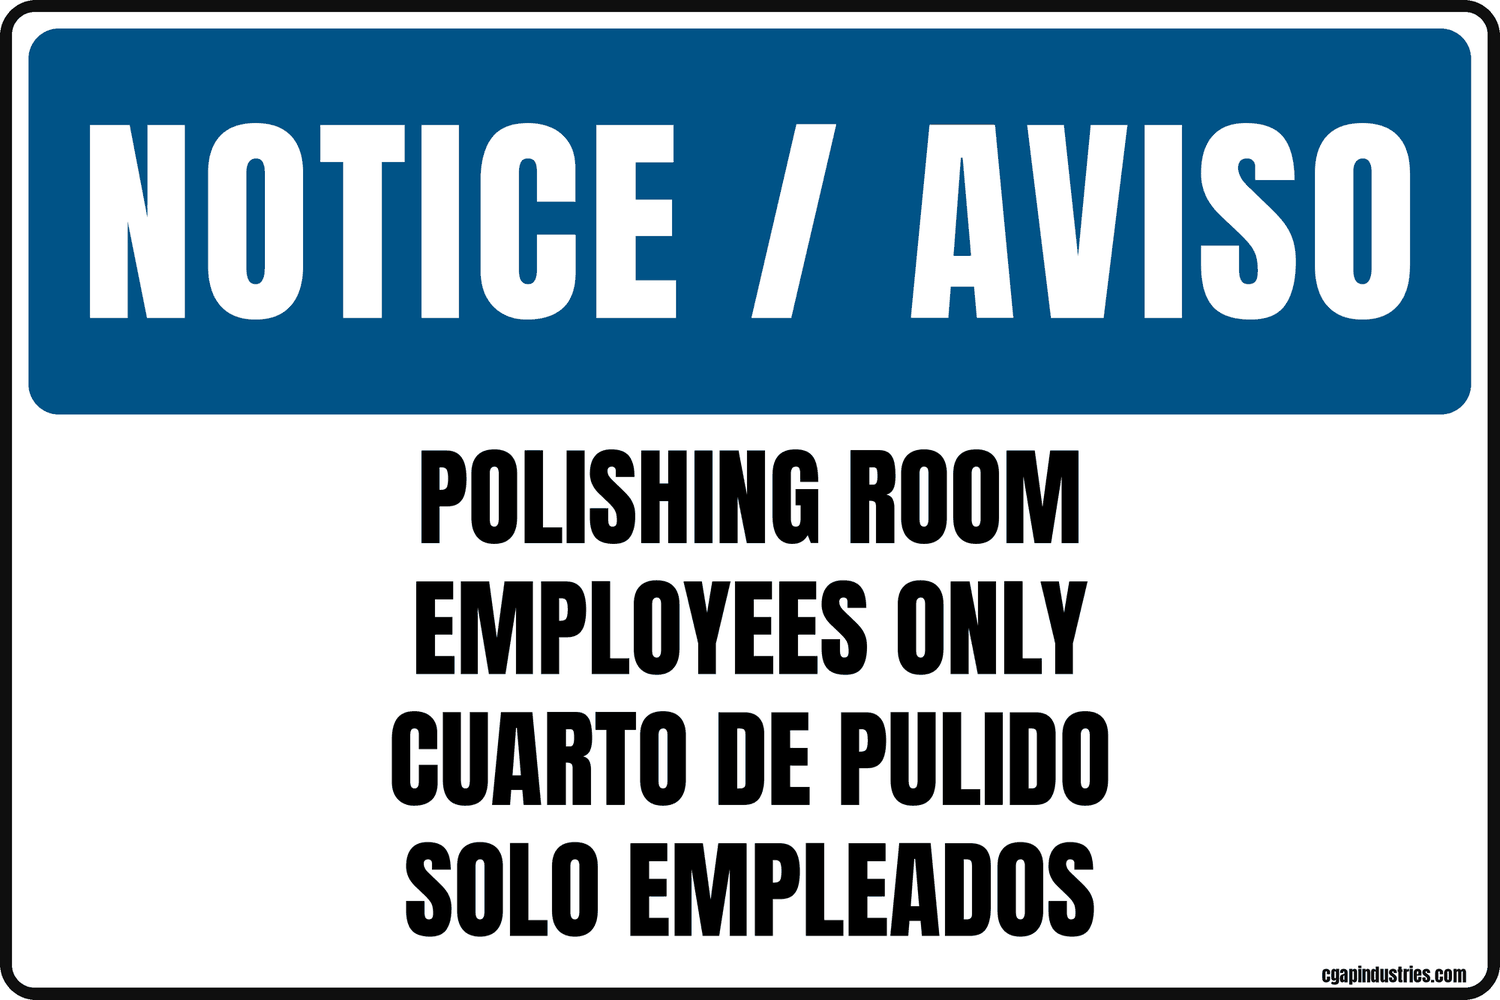 NOTICE / AVISO
POLISHING ROOM
EMPLOYEES ONLY
CUARTO DE PULIDO
SOLO EMPLEADOS
cgapindustries.com